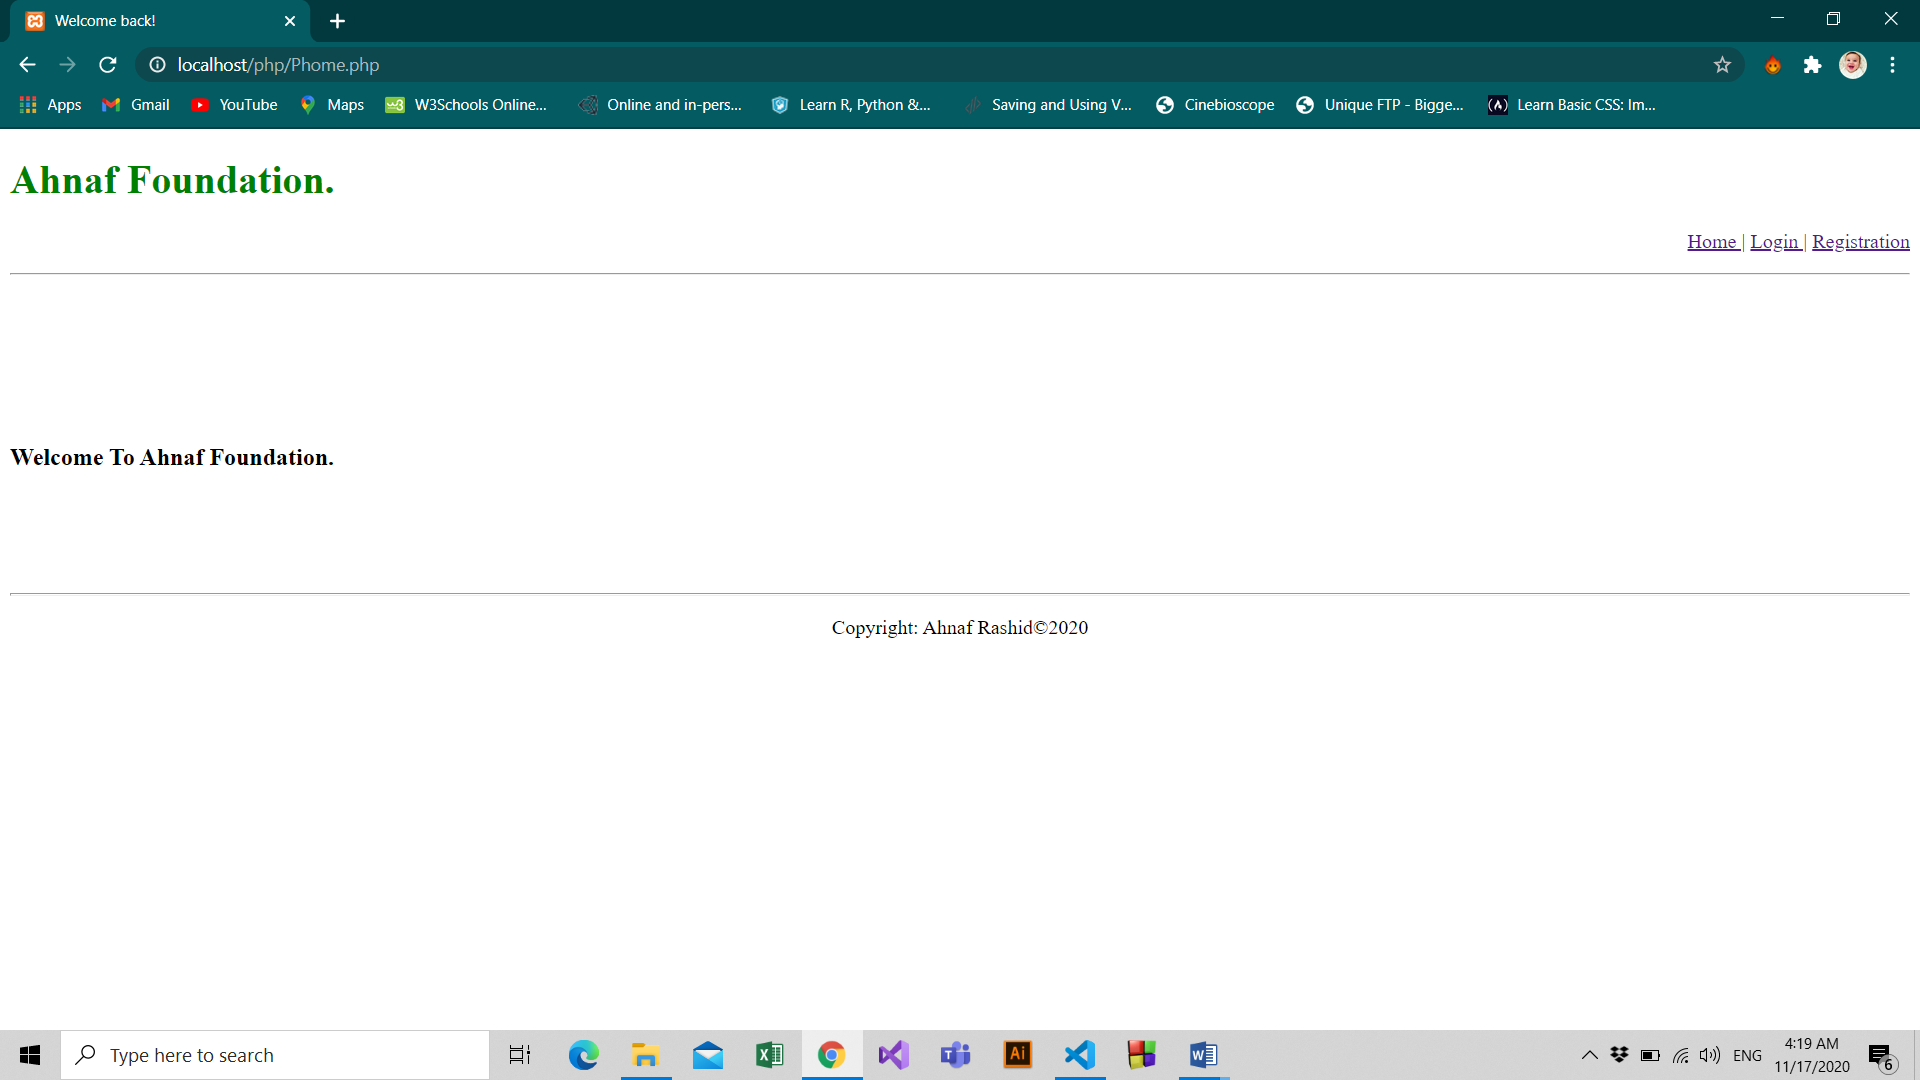 Welcome back!
localhost/php/Phome.php
Apps Gmail YouTube Maps W3Schools Online... Online and in-pers... Learn R, Python &... Saving and Using V... Cinebioscope Unique FTP - Bigge... Learn Basic CSS: Im...
Ahnaf Foundation.
Home | Login | Registration
Welcome To Ahnaf Foundation.
Copyright: Ahnaf Rashid©2020
Type here to search
ENG
4:19 AM
11/17/2020
6